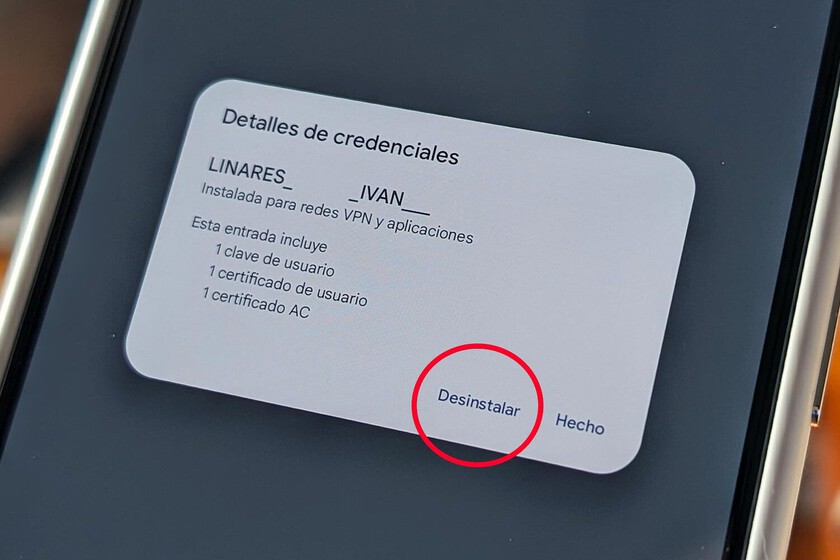 Detalles de credenciales
LINARES_ _IVAN__
Instalada para redes VPN y aplicaciones
Esta entrada incluye
1 clave de usuario
1 certificado de usuario
1 certificado AC
Desinstalar Hecho